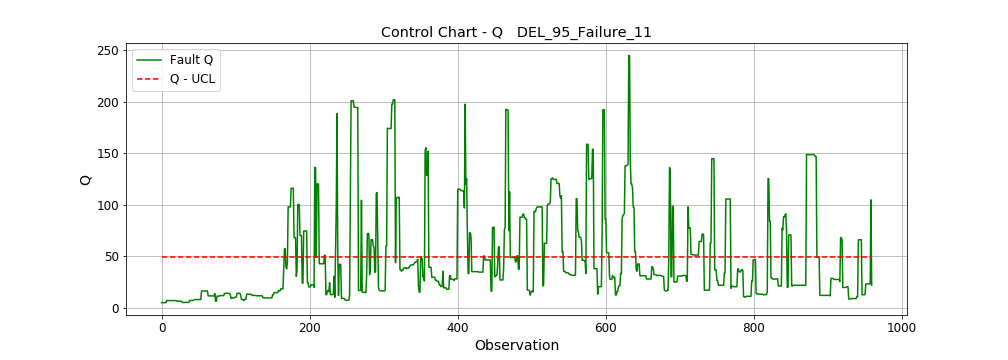 Control Chart - Q   DEL_95_Failure_11
Fault Q
Q - UCL
250
200
150
100
50
0
Q
0 200 400 600 800 1000
Observation